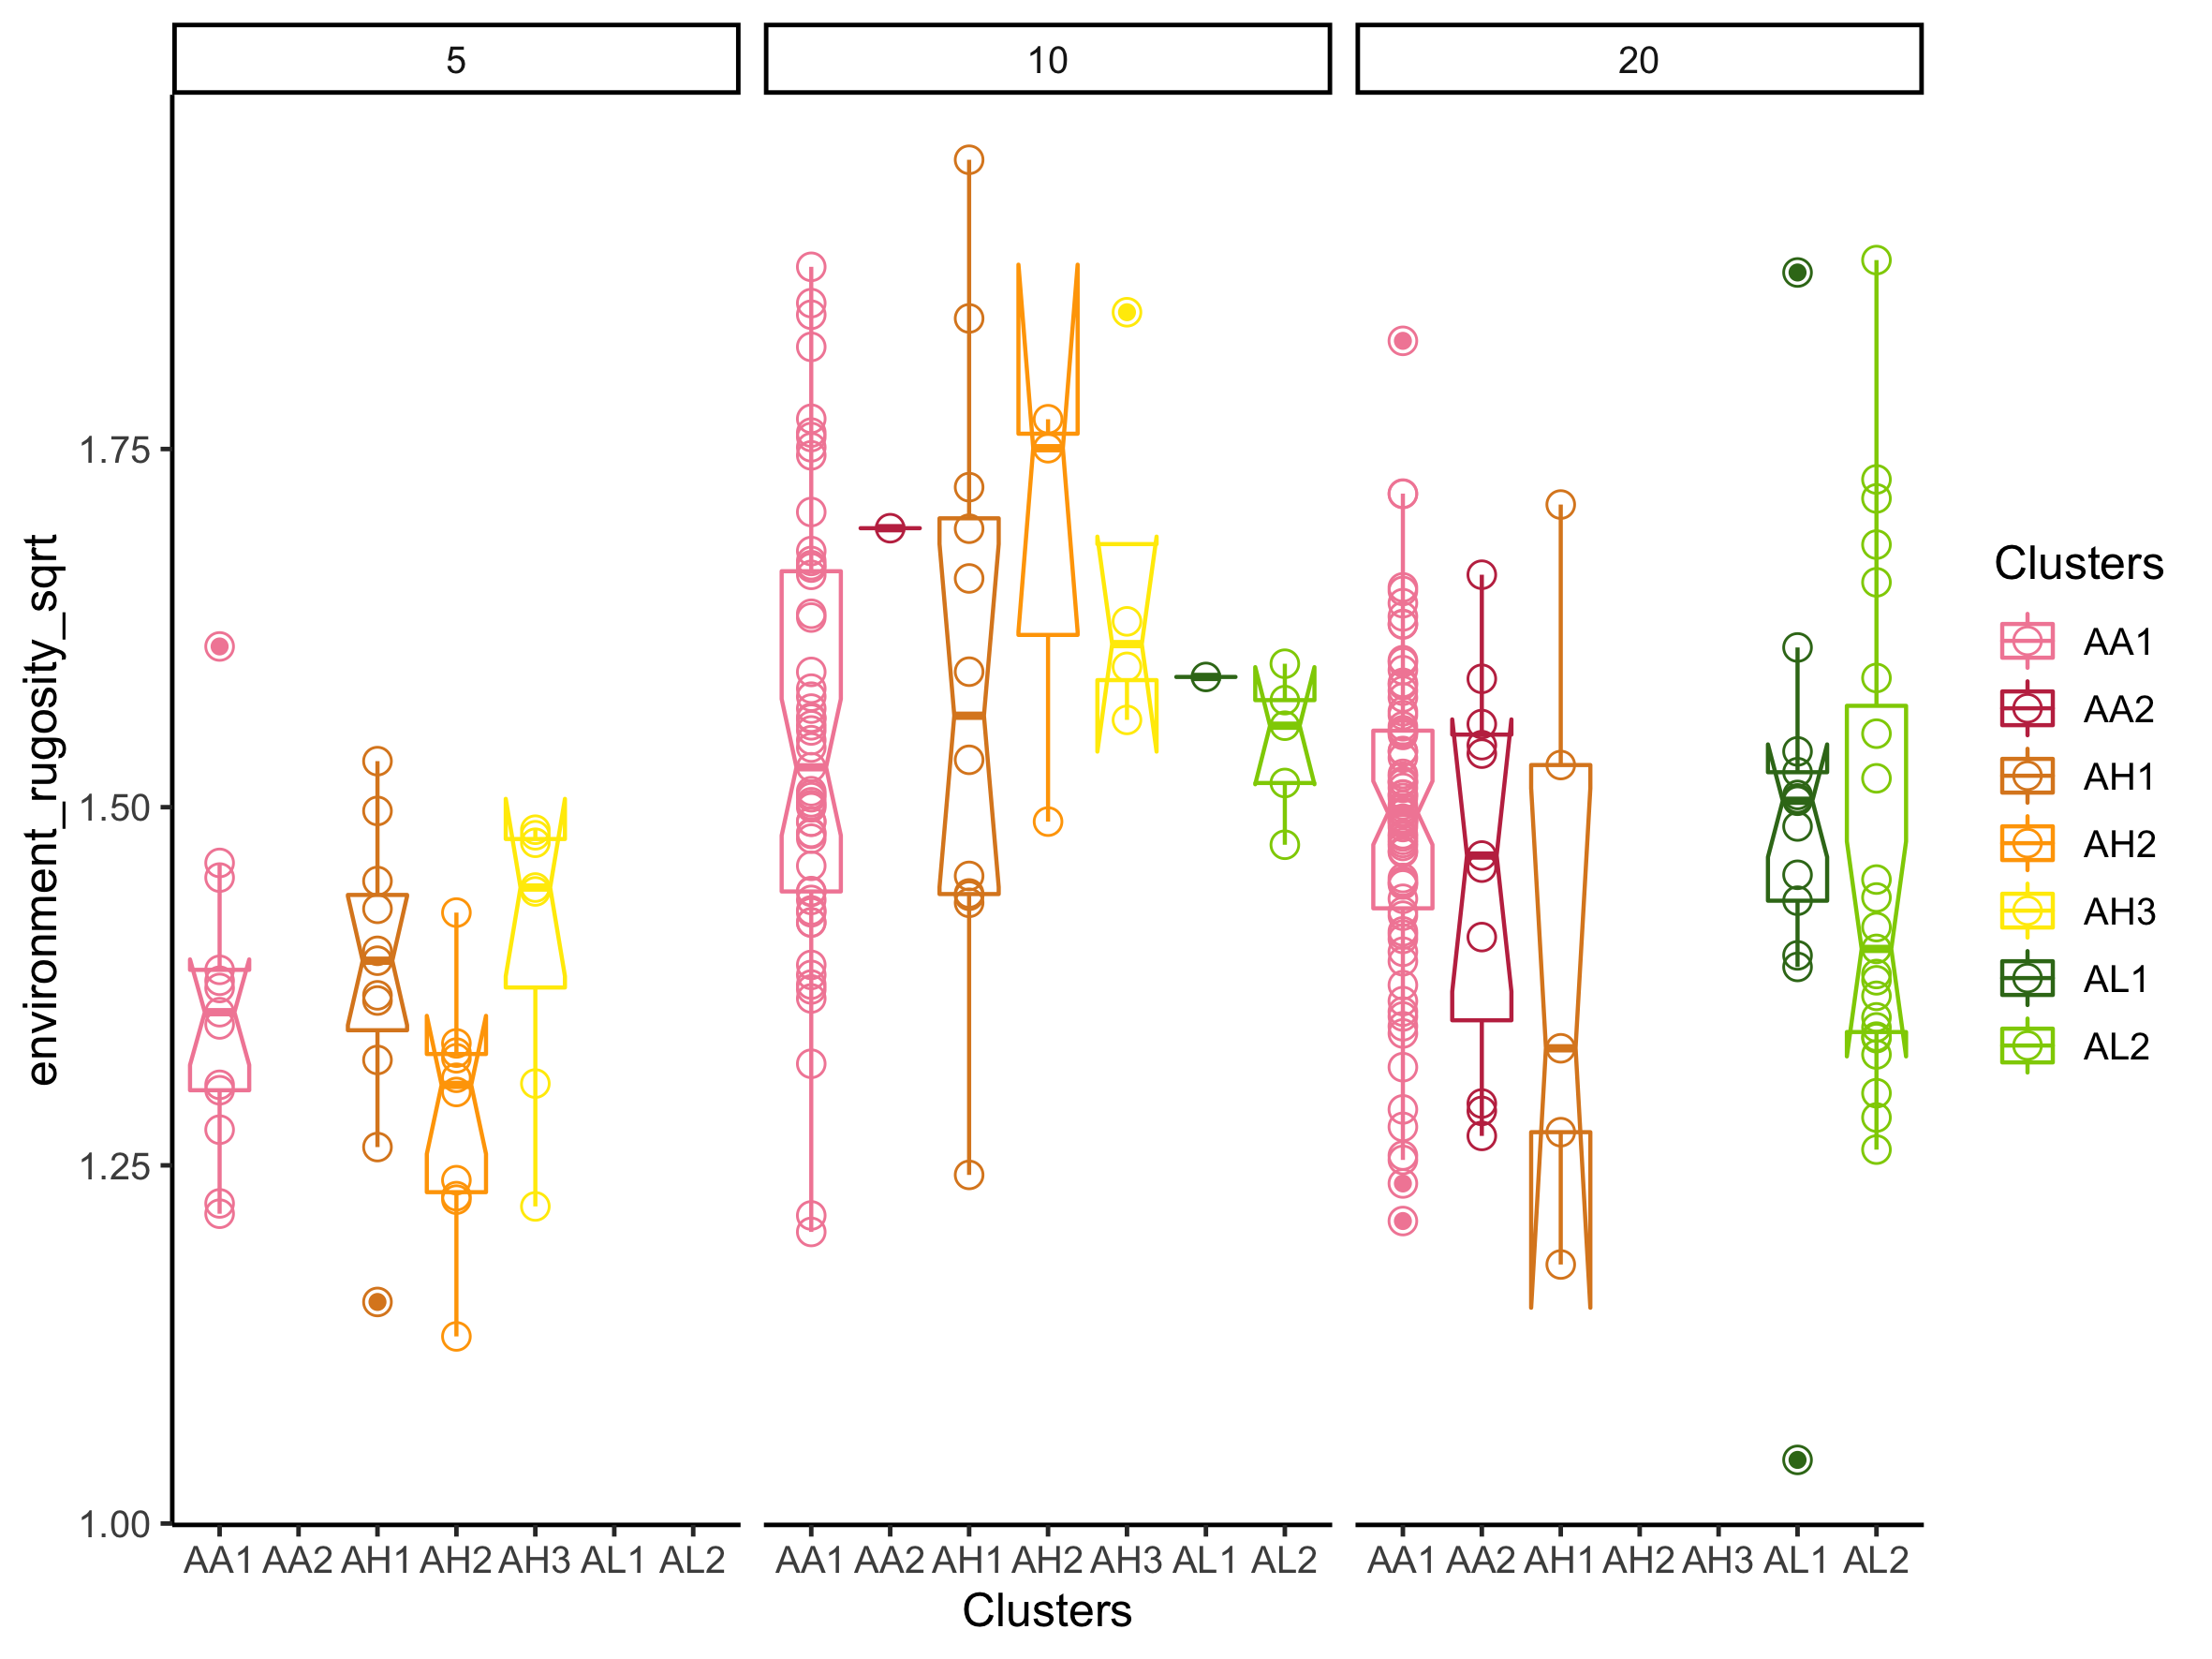 5 10 20
environment_rugosity_sqrt
1.75
1.50
1.25
1.00
AA1 AA2 AH1 AH2 AH3 AL1 AL2 AA1 AA2 AH1 AH2 AH3 AL1 AL2 AA1 AA2 AH1 AH2 AH3 AL1 AL2
Clusters
Clusters
AA1
AA2
AH1
AH2
AH3
AL1
AL2